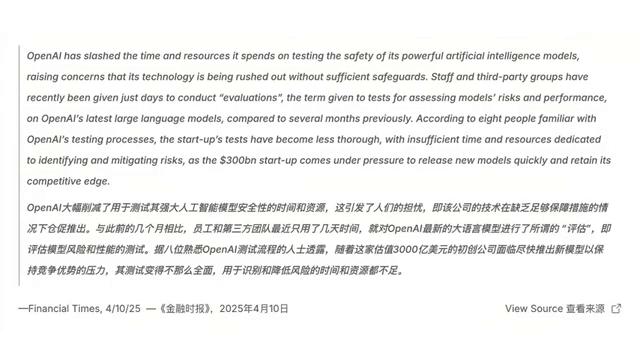 OpenAI has slashed the time and resources it spends on testing the safety of its powerful artificial intelligence models,
raising concerns that its technology is being rushed out without sufficient safeguards. Staff and third-party groups have
recently been given just days to conduct “evaluations”, the term given to tests for assessing models’ risks and performance,
on OpenAI’s latest large language models, compared to several months previously. According to eight people familiar with
OpenAI’s testing processes, the start-up’s tests have become less thorough, with insufficient time and resources dedicated
to identifying and mitigating risks, as the $300bn start-up comes under pressure to release new models quickly and retain its
competitive edge.
OpenAI大幅削减了用于测试其强大人工智能模型安全性的时间和资源，这引发了人们的担忧，即该公司的技术在缺乏足够保障措施的情
况下仓促推出。与此前的几个月相比，员工和第三方团队最近只用了几天时间，就对OpenAI最新的大语言模型进行了所谓的“评估”，即
评估模型风险和性能的测试。据八位熟悉OpenAI测试流程的人士透露，随着这家估值3000亿美元的初创公司面临尽快推出新模型以保
持竞争优势的压力，其测试变得不那么全面，用于识别和降低风险的时间和资源都不足。
—Financial Times, 4/10/25 —《金融时报》，2025年4月10日
View Source 查看来源